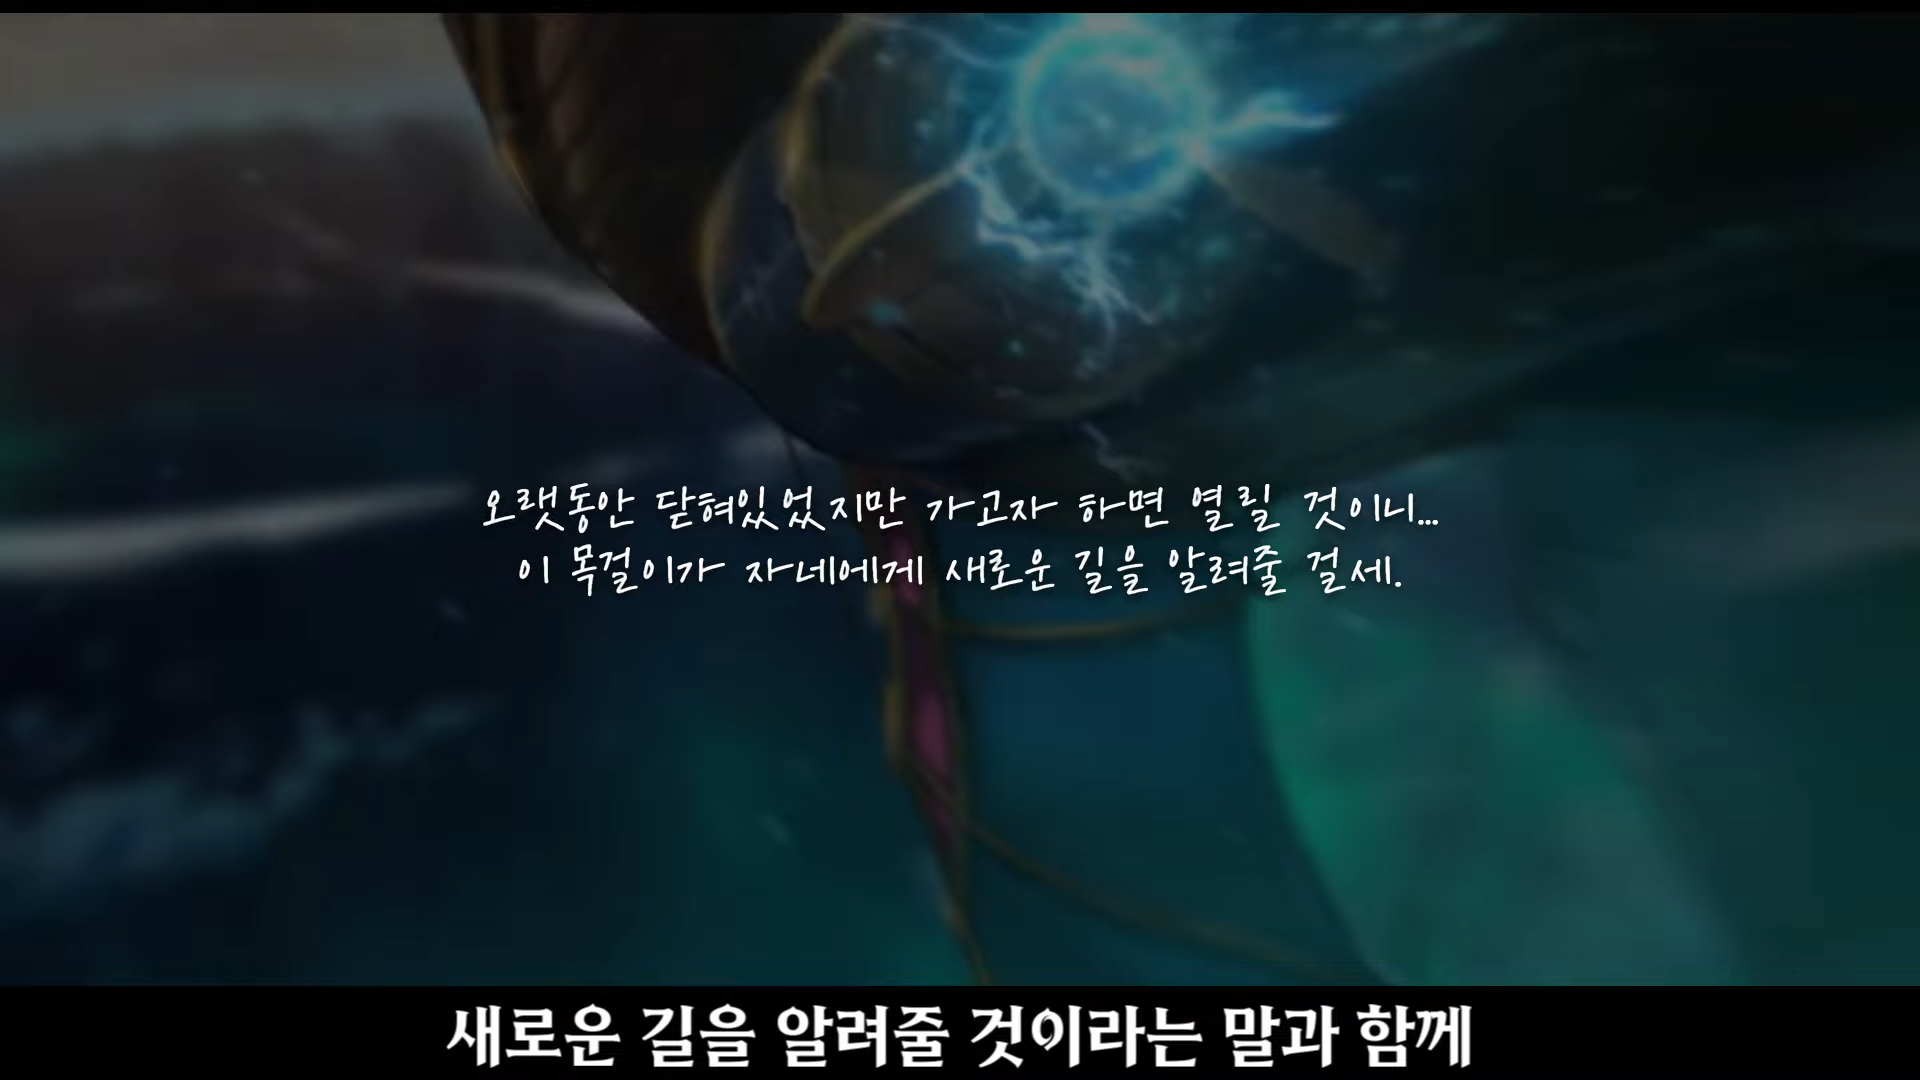 오랫동안 닫혀있었지만 가고자 하면 열릴 것이니...
이 목걸이가 자네에게 새로운 길을 알려줄 걸세.
새로운 길을 알려줄 것이라는 말과 함께